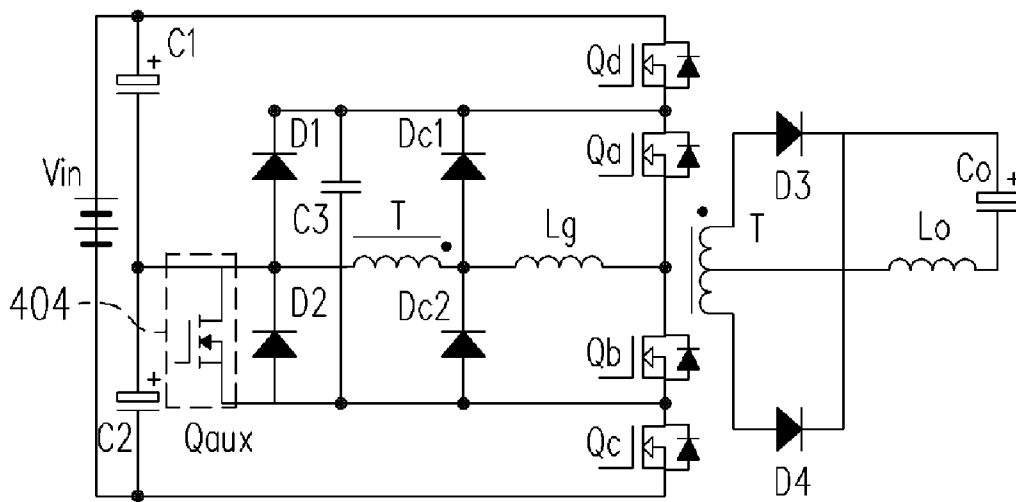 C1
+
Qd
D1
Dc1
Qa
Vin
C3
T
Lg
D3
Co
+
T
Lo
404
D2
Dc2
Qb
+
C2
Qaux
Qc
D4